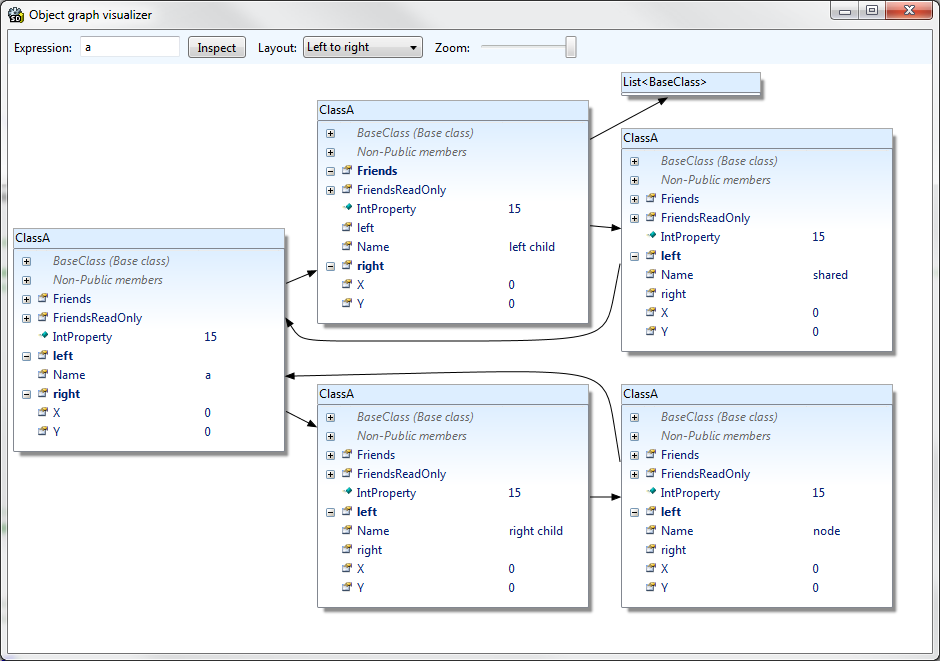 Object graph visualizer
Expression: a Inspect Layout: Left to right Zoom:
List<BaseClass>
ClassA
BaseClass (Base class)
Non-Public members
Friends
FriendsReadOnly
IntProperty 15
left
Name left child
right
X 0
Y 0
ClassA
BaseClass (Base class)
Non-Public members
Friends
FriendsReadOnly
IntProperty 15
left
Name shared
right
X 0
Y 0
ClassA
BaseClass (Base class)
Non-Public members
Friends
FriendsReadOnly
IntProperty 15
left
Name a
right
X 0
Y 0
ClassA
BaseClass (Base class)
Non-Public members
Friends
FriendsReadOnly
IntProperty 15
left
Name right child
right
X 0
Y 0
ClassA
BaseClass (Base class)
Non-Public members
Friends
FriendsReadOnly
IntProperty 15
left
Name node
right
X 0
Y 0